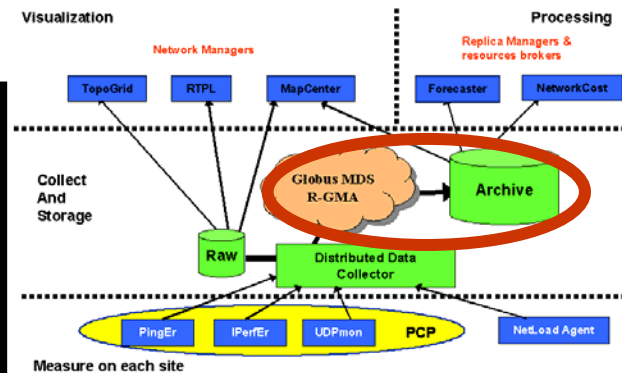 Visualization
Processing
Network Managers
Replica Managers &
resources brokers
TopoGrid
RTPL
MapCenter
Forecaster
NetworkCost
Collect
And
Storage
Globus MDS
R-GMA
Archive
Raw
Distributed Data
Collector
PingEr
IPerfEr
UDPmon
PCP
NetLoad Agent
Measure on each site